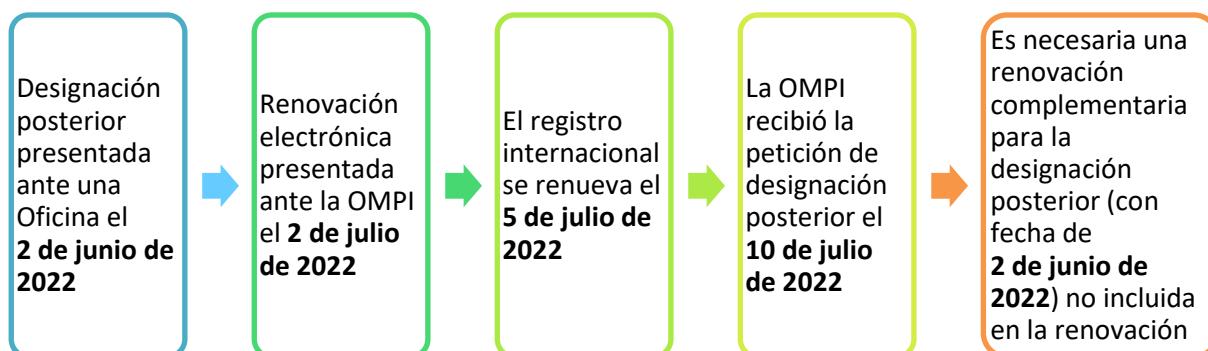 Designación
posterior
presentada
ante una
Oficina el
2 de junio de
2022
Renovación
electrónica
presentada
ante la OMPI
el 2 de julio
de 2022
El registro
internacional
se renueva el
5 de julio de
2022
La OMPI
recibió la
petición de
designación
posterior el
10 de julio
de 2022
Es necesaria una
renovación
complementaria
para la
designación
posterior (con
fecha de
2 de junio de
2022) no incluida
en la renovación